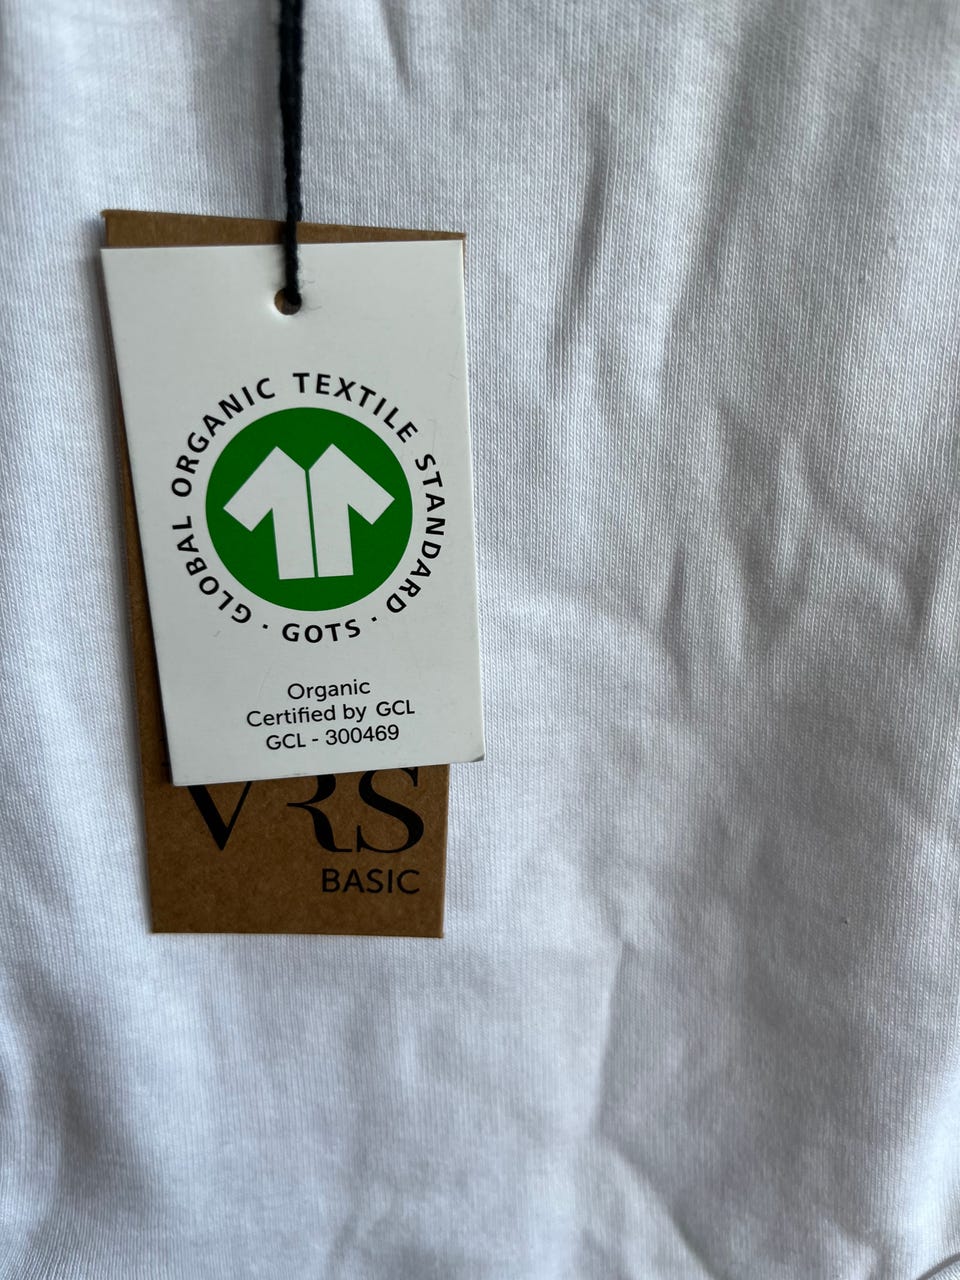 GLOBAL ORGANIC TEXTILE STANDARD · GOTS ·
Organic
Certified by GCL
GCL - 300469
VRS
BASIC